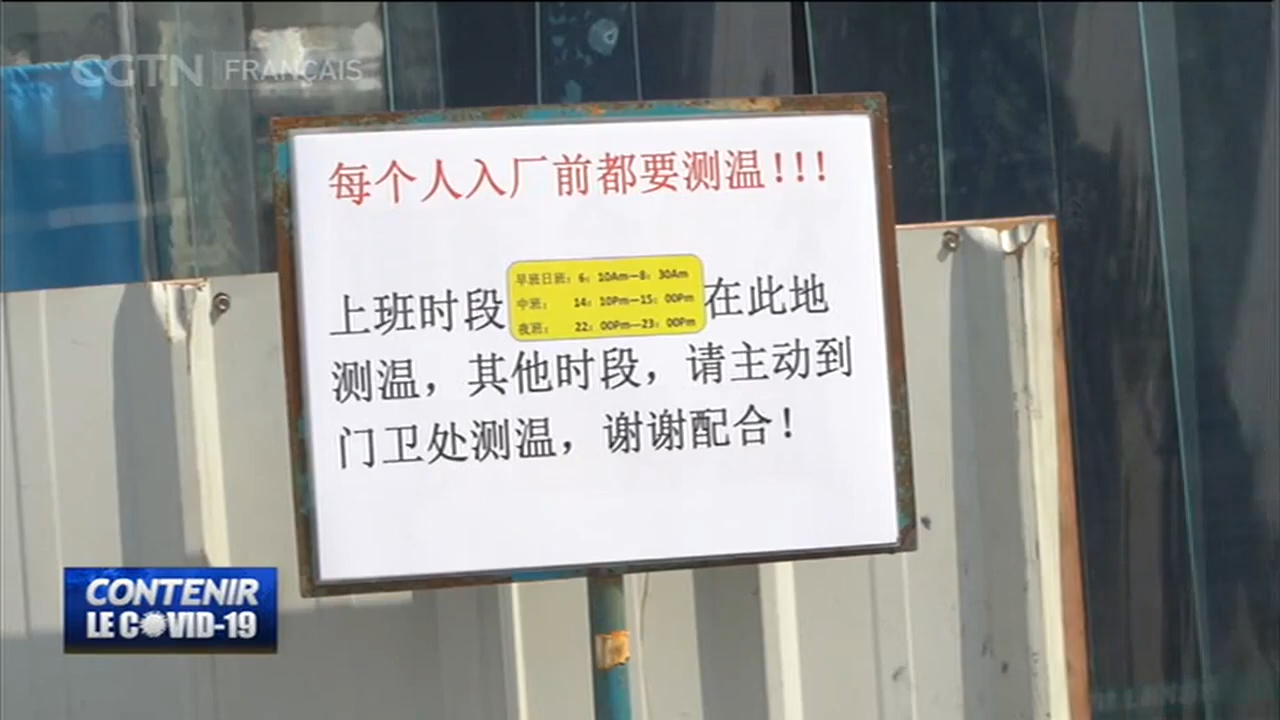 CGTN FRANÇAIS
每个人入厂前都要测温!!!
早班日班：6：10Am—8：30Am
中班：14：10Pm—15：00Pm
夜班：22：00Pm—23：00Pm
上班时段 在此地
测温，其他时段，请主动到
门卫处测温，谢谢配合！
CONTENIR
LE COVID-19